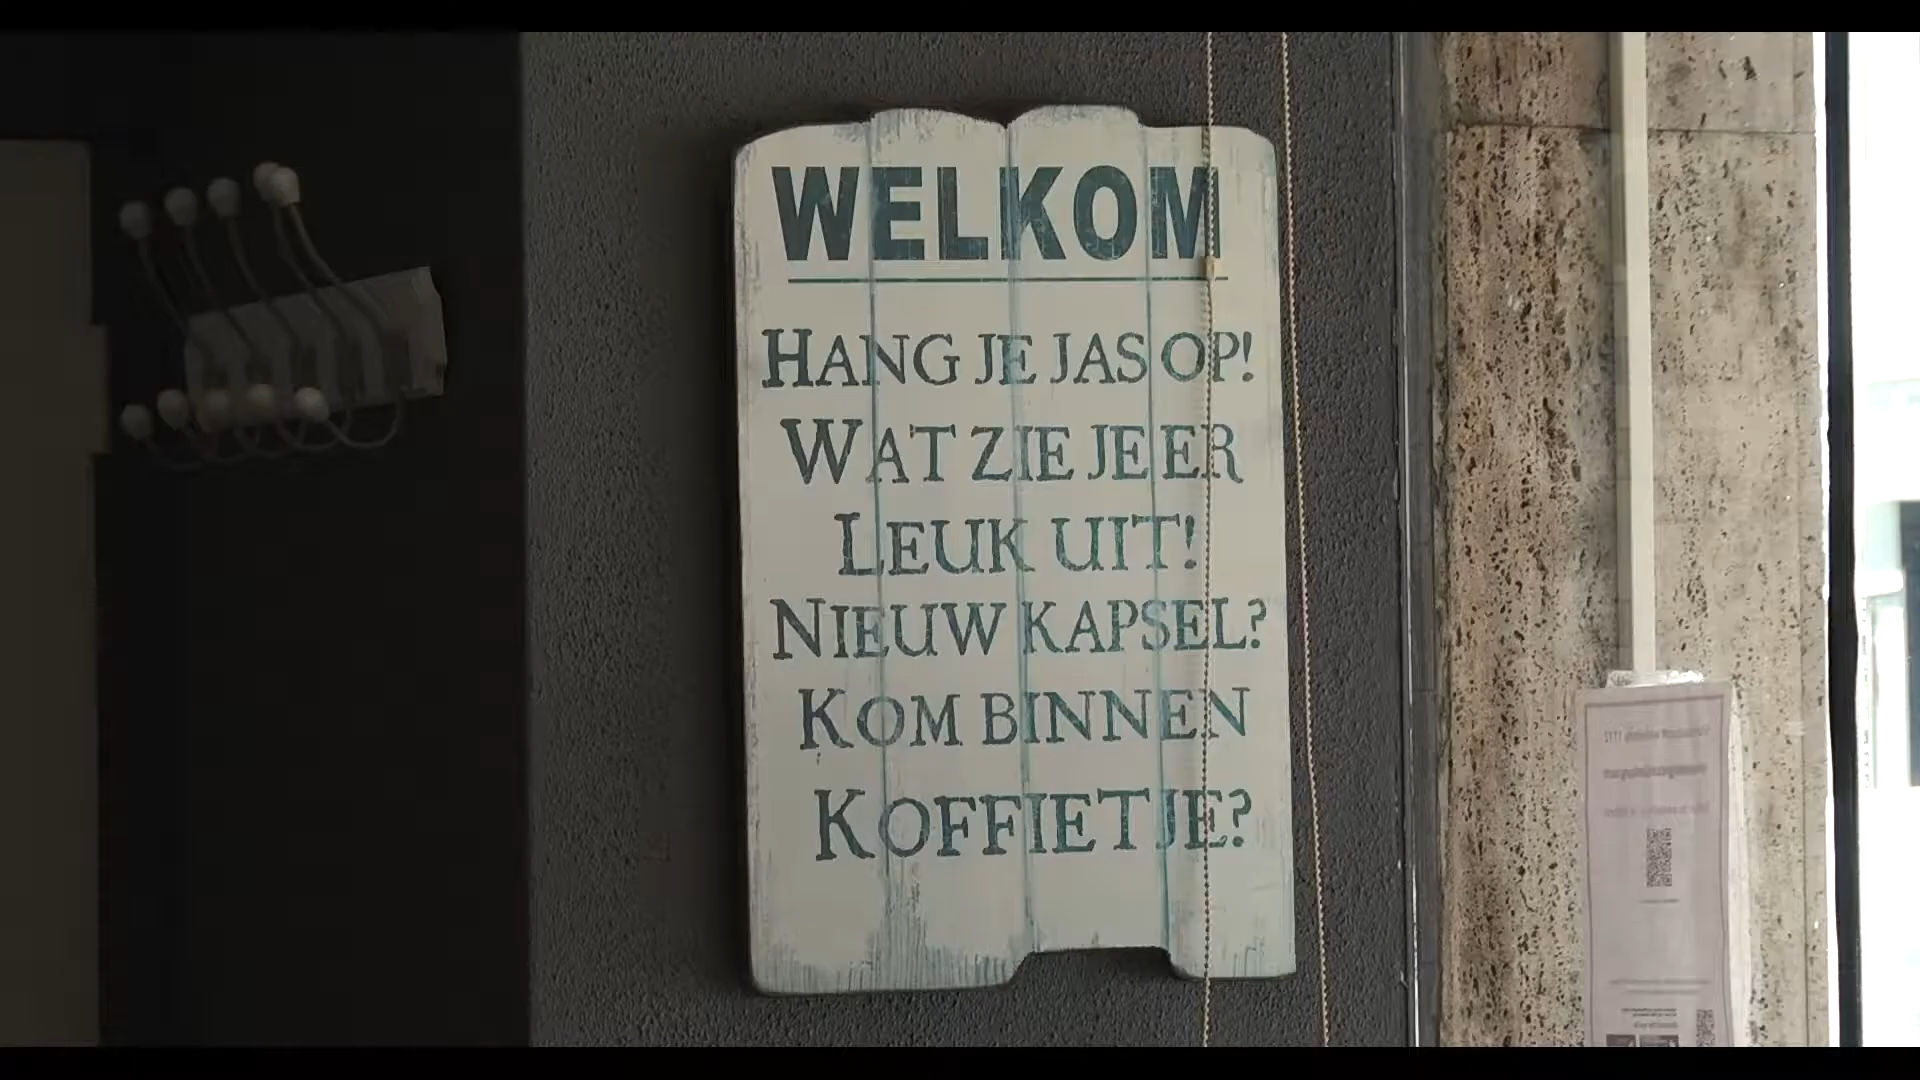 WELKOM
HANG JE JAS OP!
WAT ZIE JE ER
LEUK UIT!
NIEUW KAPSEL?
KOM BINNEN
KOFFIETJE?